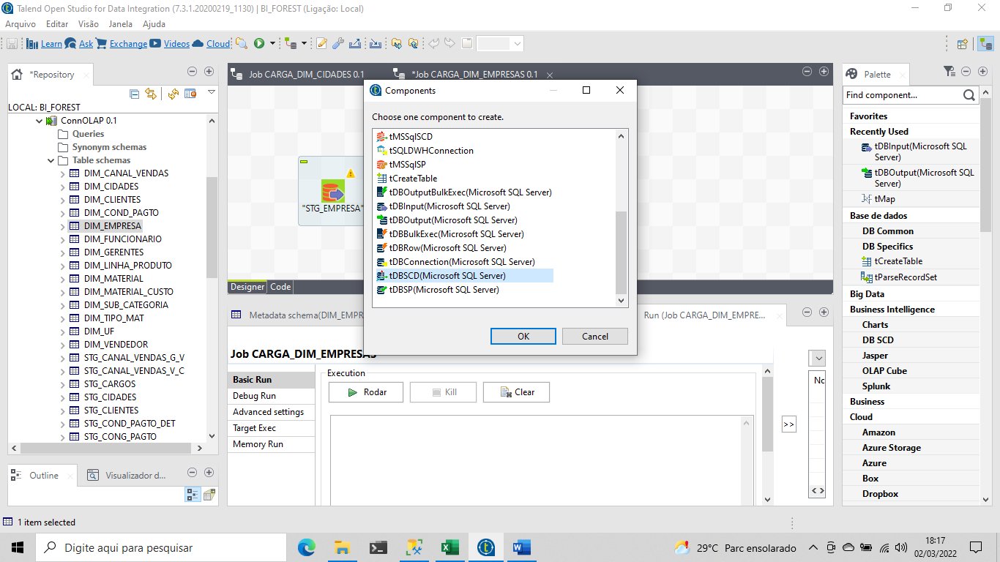 Talend Open Studio for Data Integration (7.3.1.20200219_1130) | BI_FOREST (Ligação: Local)
Arquivo Editar Visão Janela Ajuda
Learn Ask Exchange Videos Cloud
*Repository
LOCAL: BI_FOREST
ConnOLAP 0.1
Queries
Synonym schemas
Table schemas
DIM_CANAL_VENDAS
DIM_CIDADES
DIM_CLIENTES
DIM_COND_PAGTO
DIM_EMPRESA
DIM_FUNCIONARIO
DIM_GERENTES
DIM_LINHA_PRODUTO
DIM_MATERIAL
DIM_MATERIAL_CUSTO
DIM_SUB_CATEGORIA
DIM_TIPO_MAT
DIM_UF
DIM_VENDEDOR
STG_CANAL_VENDAS_G_V
STG_CANAL_VENDAS_V_C
STG_CARGOS
STG_CIDADES
STG_CLIENTES
STG_COND_PAGTO_DET
STG_CONG_PAGTO
Outline Visualizador d...
Job CARGA_DIM_CIDADES 0.1 *Job CARGA_DIM_EMPRESAS 0.1
"STG_EMPRESA"
Designer Code
Components
Choose one component to create.
tMSSqlSCD
tSQLDWHConnection
tMSSqlSP
tCreateTable
tDBOutputBulkExec(Microsoft SQL Server)
tDBInput(Microsoft SQL Server)
tDBOutput(Microsoft SQL Server)
tDBBulkExec(Microsoft SQL Server)
tDBRow(Microsoft SQL Server)
tDBConnection(Microsoft SQL Server)
tDBSCD(Microsoft SQL Server)
tDBSP(Microsoft SQL Server)
OK Cancel
Metadata schema(DIM_EMPR Run (Job CARGA_DIM_EMPRE...
Job CARGA_DIM_EMPRESAS
Basic Run
Debug Run
Advanced settings
Target Exec
Memory Run
Execution
Rodar Kill Clear
>>
Nc
Palette
Find component...
Favorites
Recently Used
tDBInput(Microsoft SQL
Server)
tDBOutput(Microsoft SQL
Server)
tMap
Base de dados
DB Common
DB Specifics
tCreateTable
tParseRecordSet
Big Data
Business Intelligence
Charts
DB SCD
Jasper
OLAP Cube
Splunk
Business
Cloud
Amazon
Azure Storage
Azure
Box
Dropbox
1 item selected
Digite aqui para pesquisar
29°C Parc ensolarado
18:17
02/03/2022